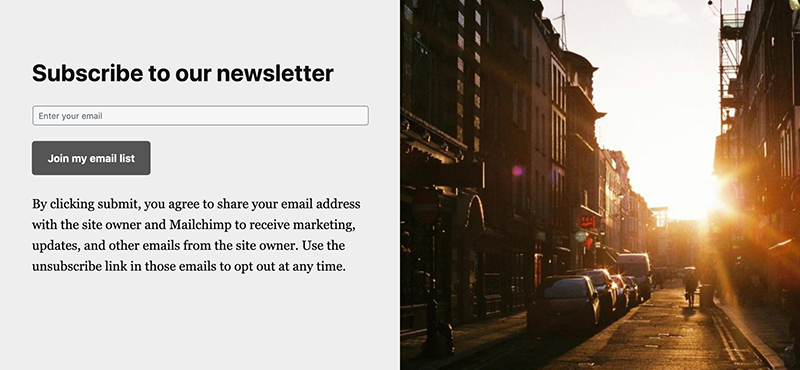 Subscribe to our newsletter
Enter your email
Join my email list
By clicking submit, you agree to share your email address
with the site owner and Mailchimp to receive marketing,
updates, and other emails from the site owner. Use the
unsubscribe link in those emails to opt out at any time.